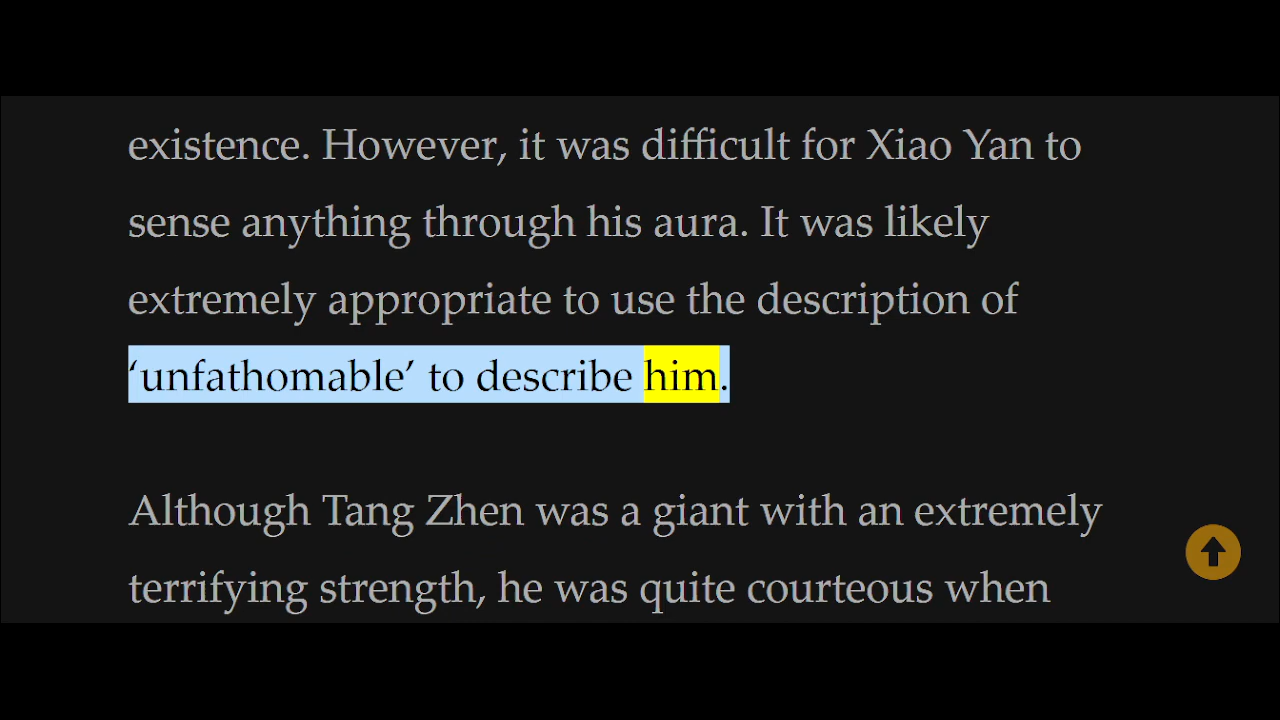 existence. However, it was difficult for Xiao Yan to
sense anything through his aura. It was likely
extremely appropriate to use the description of
‘unfathomable’ to describe him.
Although Tang Zhen was a giant with an extremely
terrifying strength, he was quite courteous when